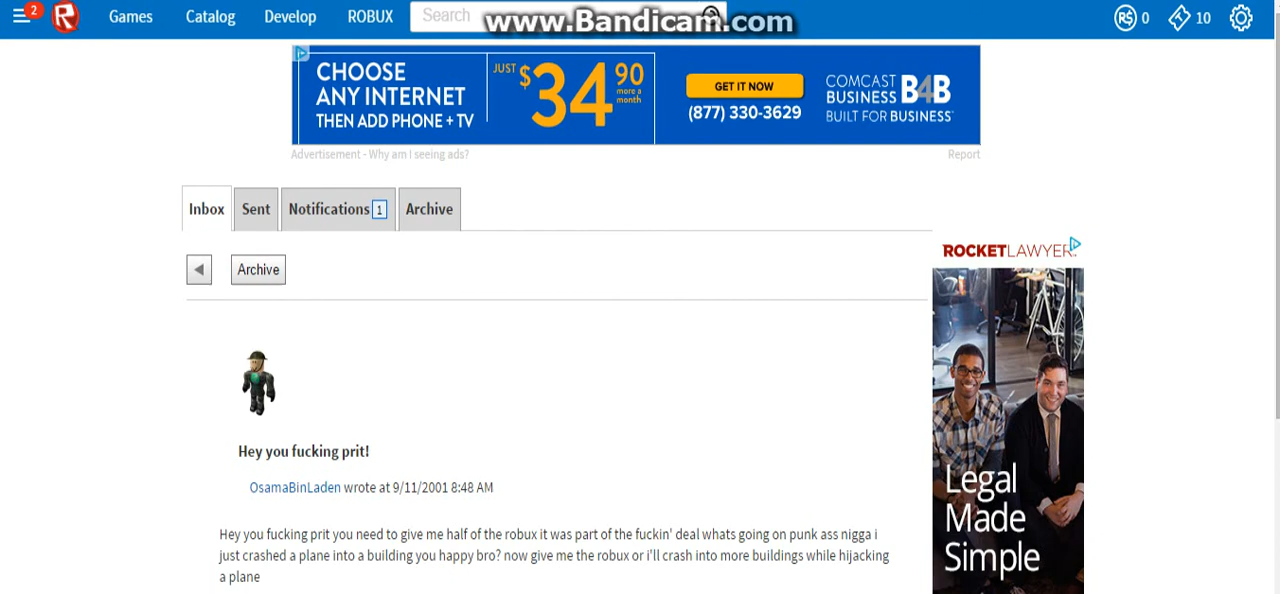 2
Games Catalog Develop ROBUX Search www.Bandicam.com R$ 0 10
CHOOSE
ANY INTERNET
THEN ADD PHONE + TV
JUST $34 90
more a
month
GET IT NOW
(877) 330-3629
COMCAST
BUSINESS B4B
BUILT FOR BUSINESS
Advertisement - Why am I seeing ads? Report
Inbox Sent Notifications 1 Archive
Archive
ROCKETLAWYER
Hey you fucking prit!
OsamaBinLaden wrote at 9/11/2001 8:48 AM
Hey you fucking prit you need to give me half of the robux it was part of the fuckin' deal whats going on punk ass nigga i
just crashed a plane into a building you happy bro? now give me the robux or i'll crash into more buildings while hijacking
a plane
Legal
Made
Simple